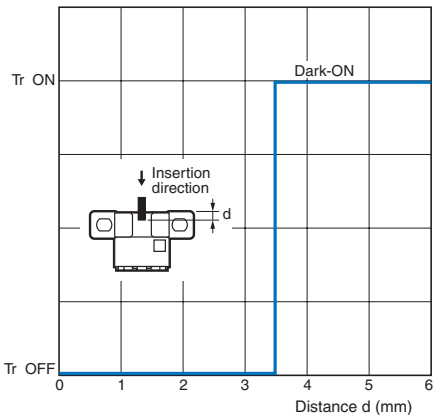 Tr ON
Dark-ON
Insertion
direction
d
Tr OFF
0 1 2 3 4 5 6
Distance d (mm)